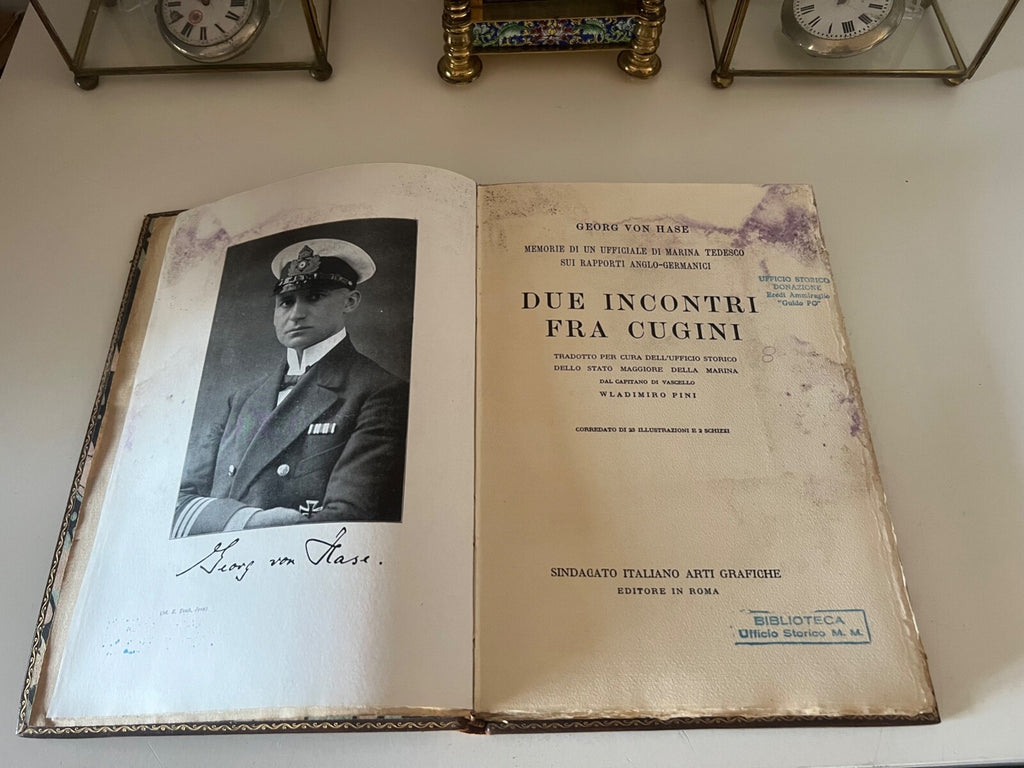 Georg von Hase.
GEORG VON HASE
MEMORIE DI UN UFFICIALE DI MARINA TEDESCO
SUI RAPPORTI ANGLO-GERMANICI
DUE INCONTRI
FRA CUGINI
TRADOTTO PER CURA DELL'UFFICIO STORICO
DELLO STATO MAGGIORE DELLA MARINA
DAL CAPITANO DI VASCELLO
WLADIMIRO PINI
CORREDATO DI 23 ILLUSTRAZIONI E 2 SCHIZZI
UFFICIO STORICO
DONAZIONE
Eredi Ammiraglio
"Guido PO"
8
SINDACATO ITALIANO ARTI GRAFICHE
EDITORE IN ROMA
BIBLIOTECA
Ufficio Storico M. M.